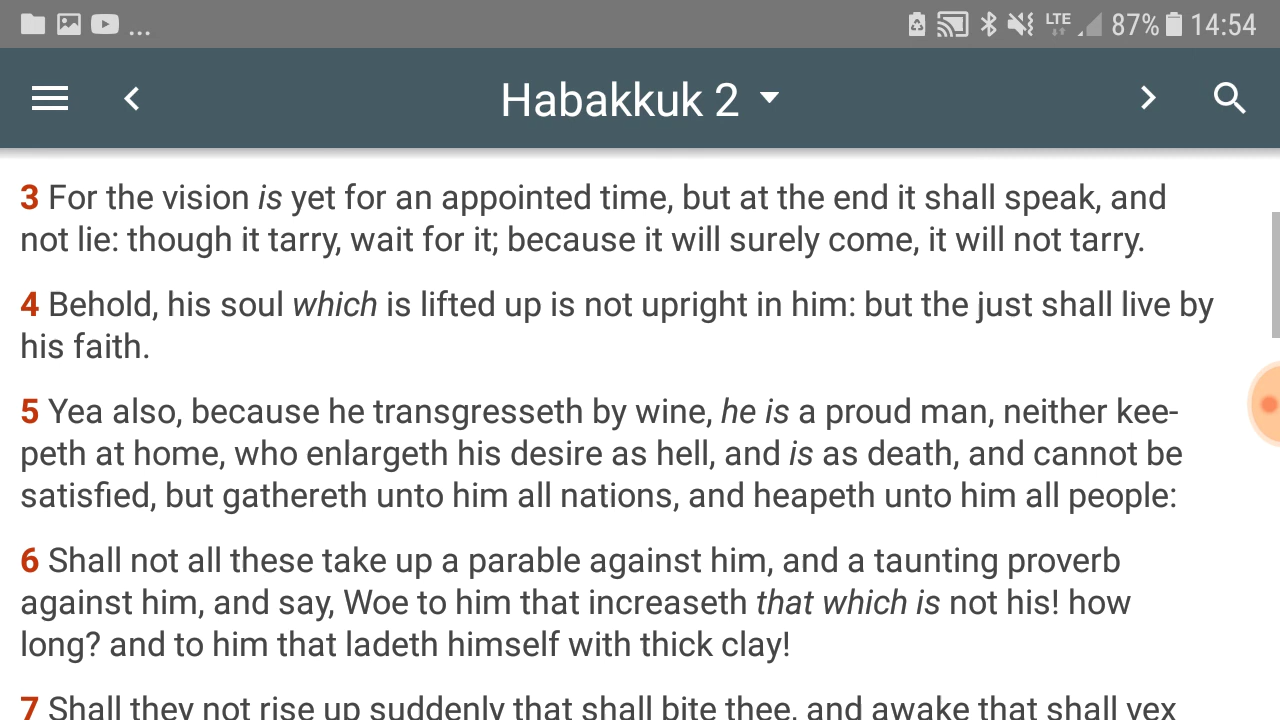 ... LTE 87% 14:54
Habakkuk 2
3 For the vision is yet for an appointed time, but at the end it shall speak, and
not lie: though it tarry, wait for it; because it will surely come, it will not tarry.
4 Behold, his soul which is lifted up is not upright in him: but the just shall live by
his faith.
5 Yea also, because he transgresseth by wine, he is a proud man, neither kee-
peth at home, who enlargeth his desire as hell, and is as death, and cannot be
satisfied, but gathereth unto him all nations, and heapeth unto him all people:
6 Shall not all these take up a parable against him, and a taunting proverb
against him, and say, Woe to him that increaseth that which is not his! how
long? and to him that ladeth himself with thick clay!
7 Shall they not rise up suddenly that shall bite thee, and awake that shall vex